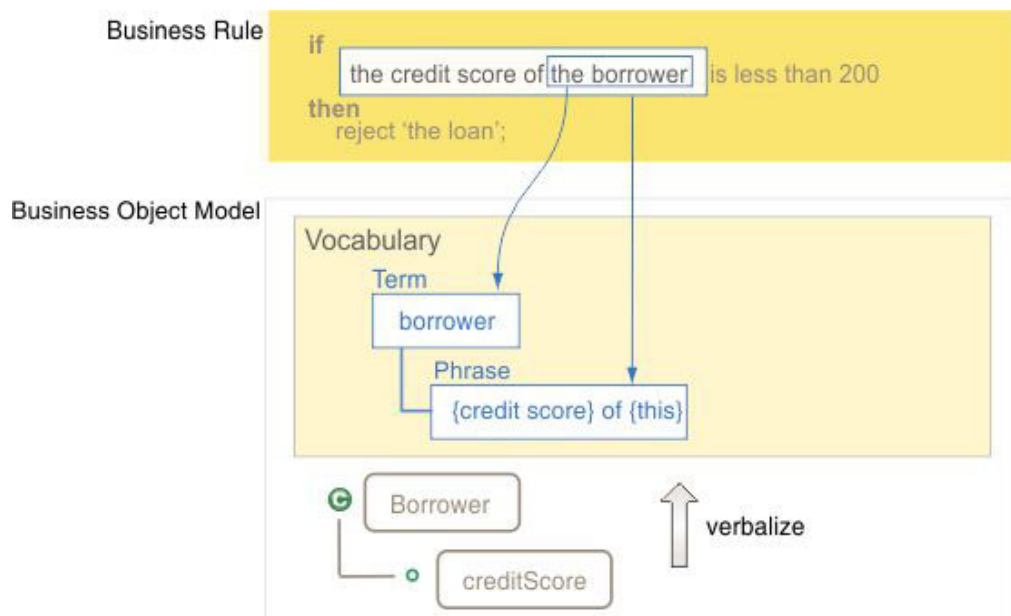 Business Rule
if
the credit score of the borrower is less than 200
then
reject ‘the loan’;
Business Object Model
Vocabulary
Term
borrower
Phrase
{credit score} of {this}
C Borrower
verbalize
creditScore